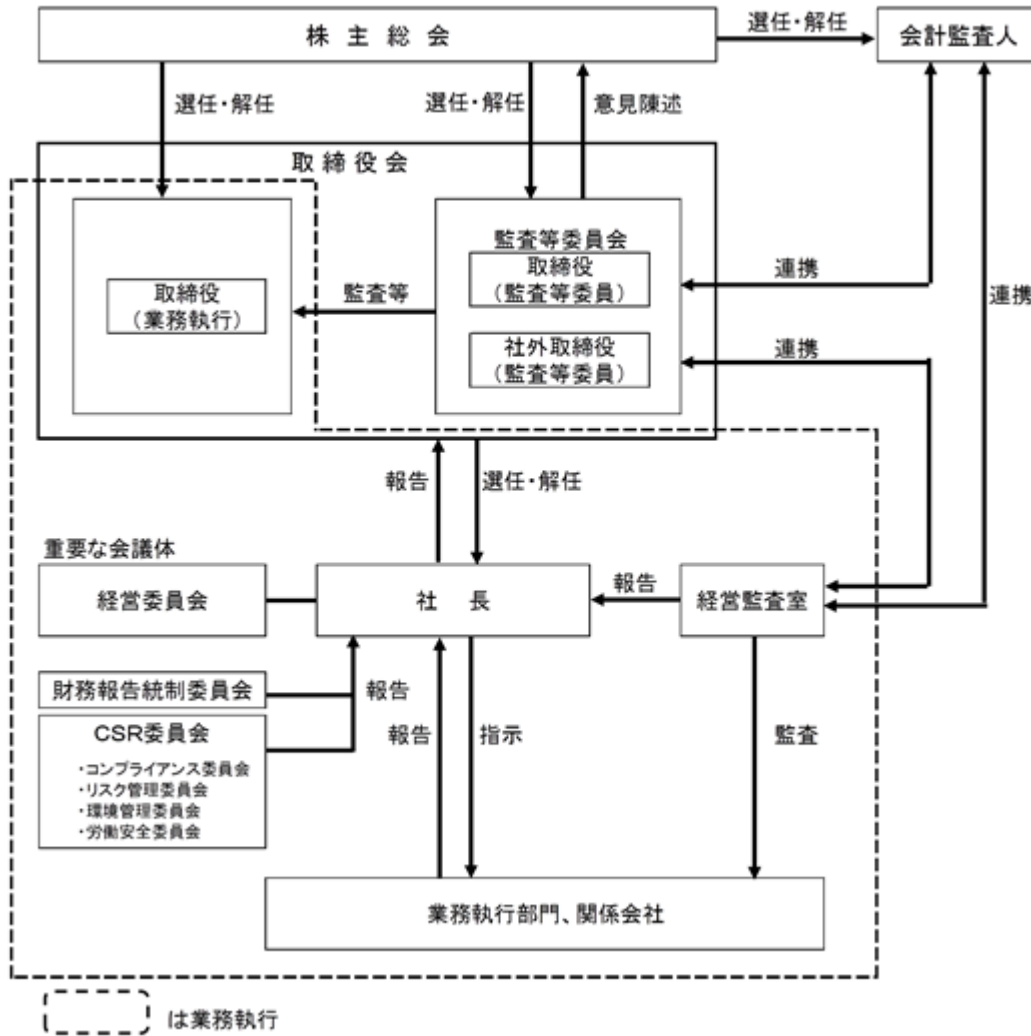 株主総会
選任・解任
会計監査人
選任・解任
選任・解任
意見陳述
取締役会
監査等委員会
取締役
（監査等委員）
社外取締役
（監査等委員）
取締役
（業務執行）
監査等
連携
連携
連携
報告
選任・解任
重要な会議体
経営委員会
社長
報告
経営監査室
財務報告統制委員会
報告
CSR委員会
・コンプライアンス委員会
・リスク管理委員会
・環境管理委員会
・労働安全委員会
報告
指示
監査
業務執行部門、関係会社
は業務執行